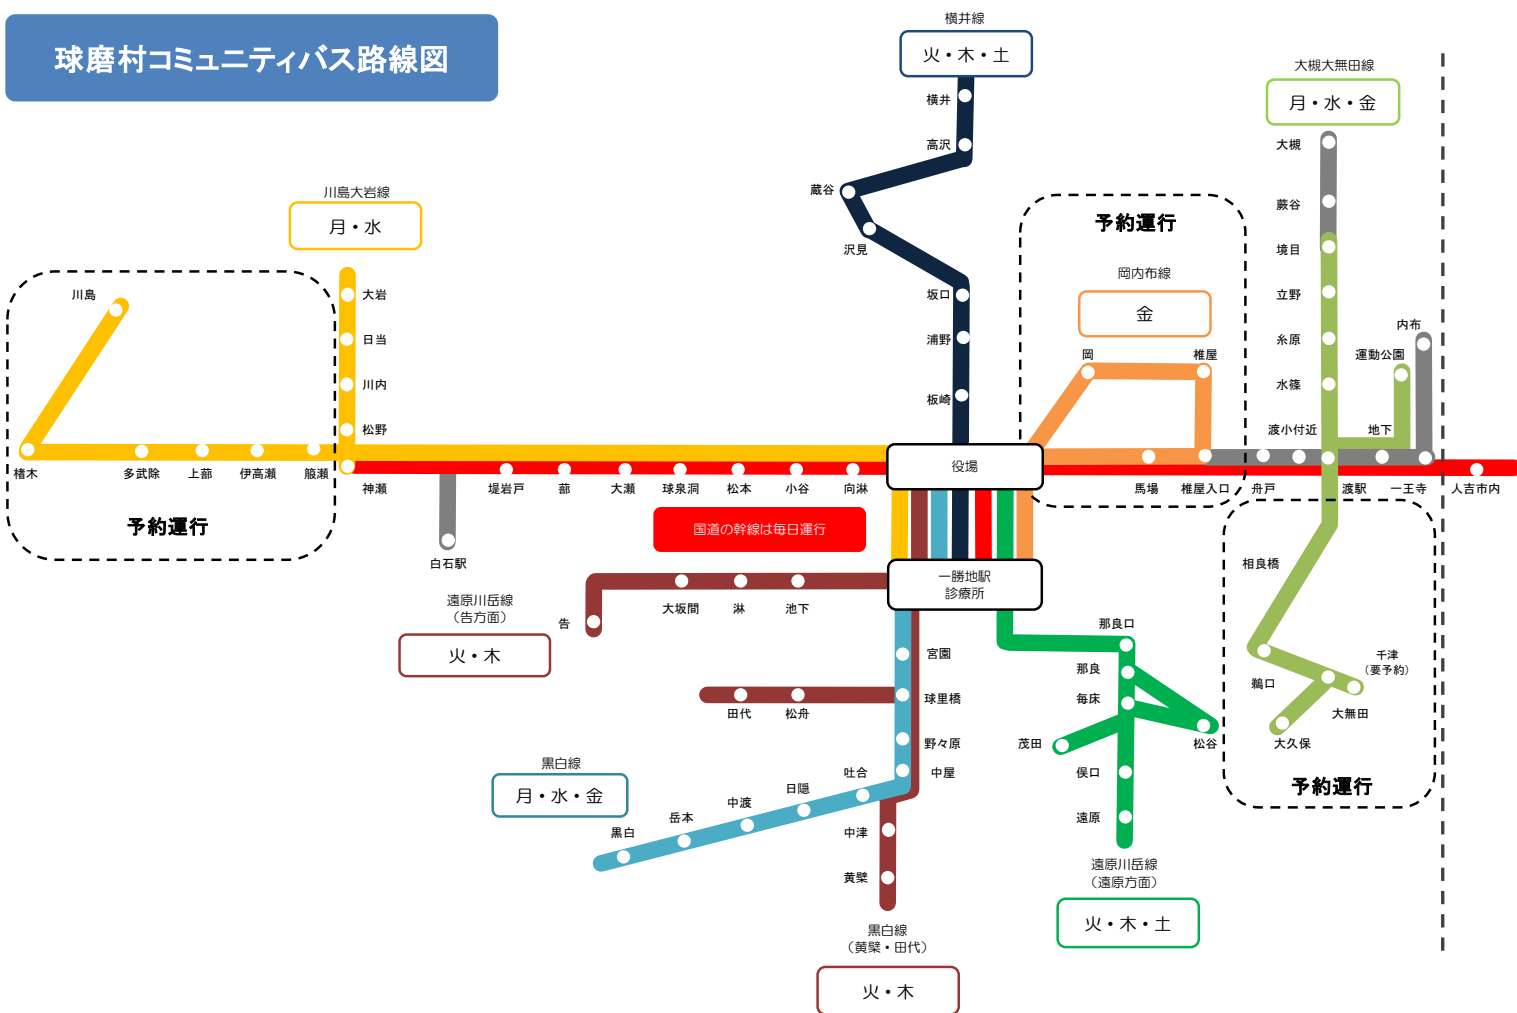 球磨村コミュニティバス路線図
横井線
火・木・土
大槻大無田線
月・水・金
横井
高沢
蔵谷
沢見
坂口
浦野
板崎
川島大岩線
月・水
川島
大岩
日当
川内
松野
楮木
多武除
上蔀
伊高瀬
簸瀬
神瀬
予約運行
白石駅
堤岩戸
蔀
大瀬
球泉洞
松本
小谷
向淋
国道の幹線は毎日運行
役場
一勝地駅
診療所
予約運行
岡内布線
金
岡
椎屋
馬場
椎屋入口
舟戸
大槻
蕨谷
境目
立野
糸原
水篠
渡小付近
地下
運動公園
内布
渡駅
一王寺
人吉市内
相良橋
鵜口
千津
（要予約）
大無田
大久保
予約運行
遠原川岳線
（告方面）
火・木
告
大坂間
淋
池下
宮園
球里橋
田代
松舟
野々原
中屋
吐合
日隠
中渡
岳本
黒白
黒白線
月・水・金
中津
黄檗
黒白線
（黄檗・田代）
火・木
那良口
那良
毎床
茂田
松谷
俣口
遠原
遠原川岳線
（遠原方面）
火・木・土